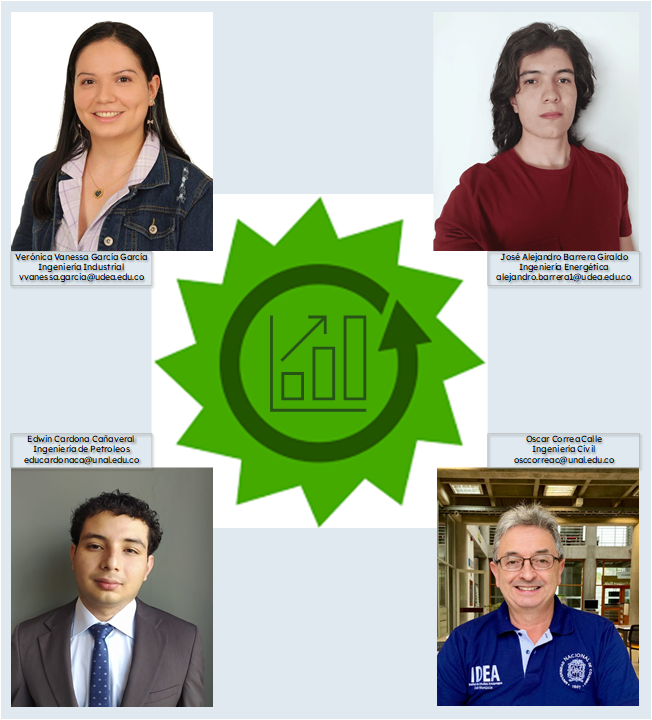 Verónica Vanessa García García
Ingeniería Industrial
vvanessa.garcia@udea.edu.co
José Alejandro Barrera Giraldo
Ingeniería Energética
alejandro.barrera1@udea.edu.co
Edwin Cardona Cañaveral
Ingeniería de Petroleos
educardonaca@unal.edu.co
Oscar Correa Calle
Ingeniería Civil
osccorreac@unal.edu.co
IDEA